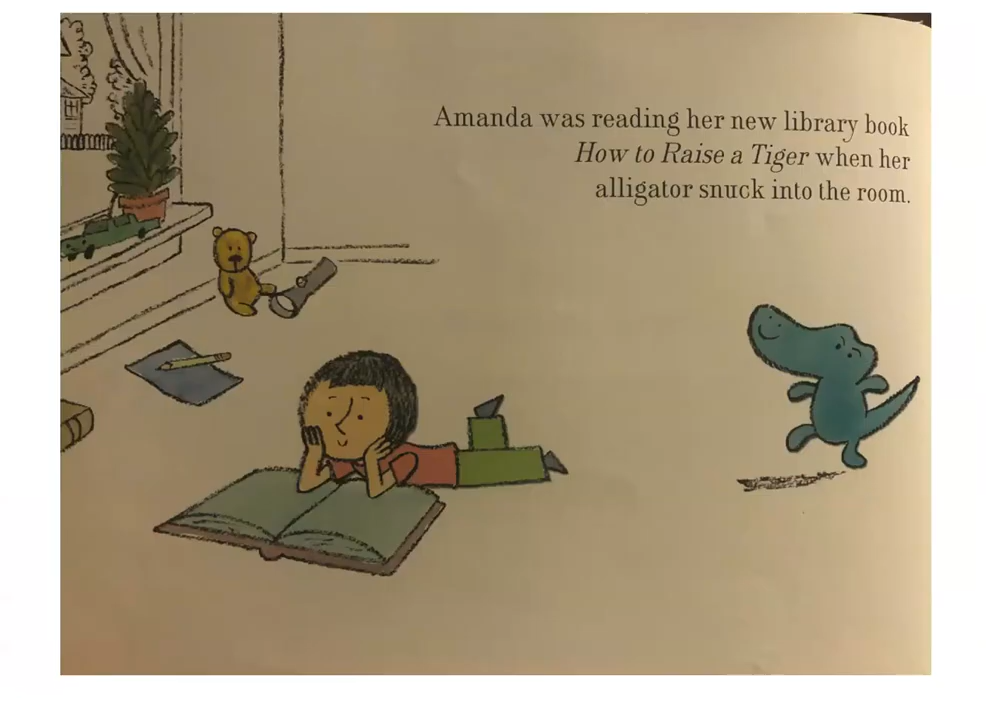 Amanda was reading her new library book
How to Raise a Tiger when her
alligator snuck into the room.